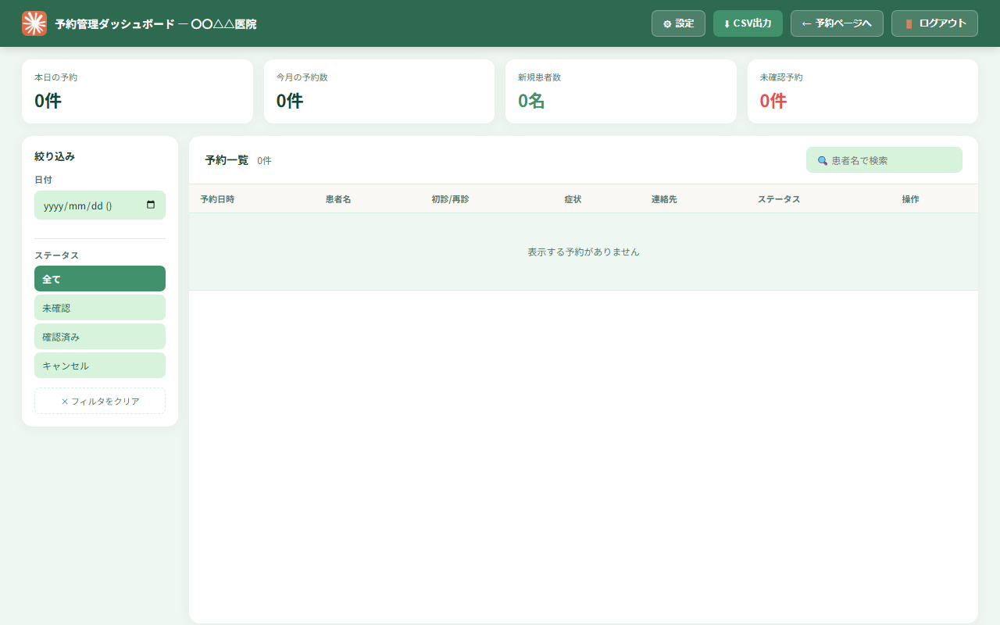 予約管理ダッシュボード — 〇〇△△医院
⚙ 設定
⬇ CSV出力
← 予約ページへ
🚪 ログアウト
本日の予約
0件
今月の予約数
0件
新規患者数
0名
未確認予約
0件
絞り込み
日付
yyyy/mm/dd ()
ステータス
全て
未確認
確認済み
キャンセル
× フィルタをクリア
予約一覧 0件
🔍 患者名で検索
予約日時 患者名 初診/再診 症状 連絡先 ステータス 操作
表示する予約がありません